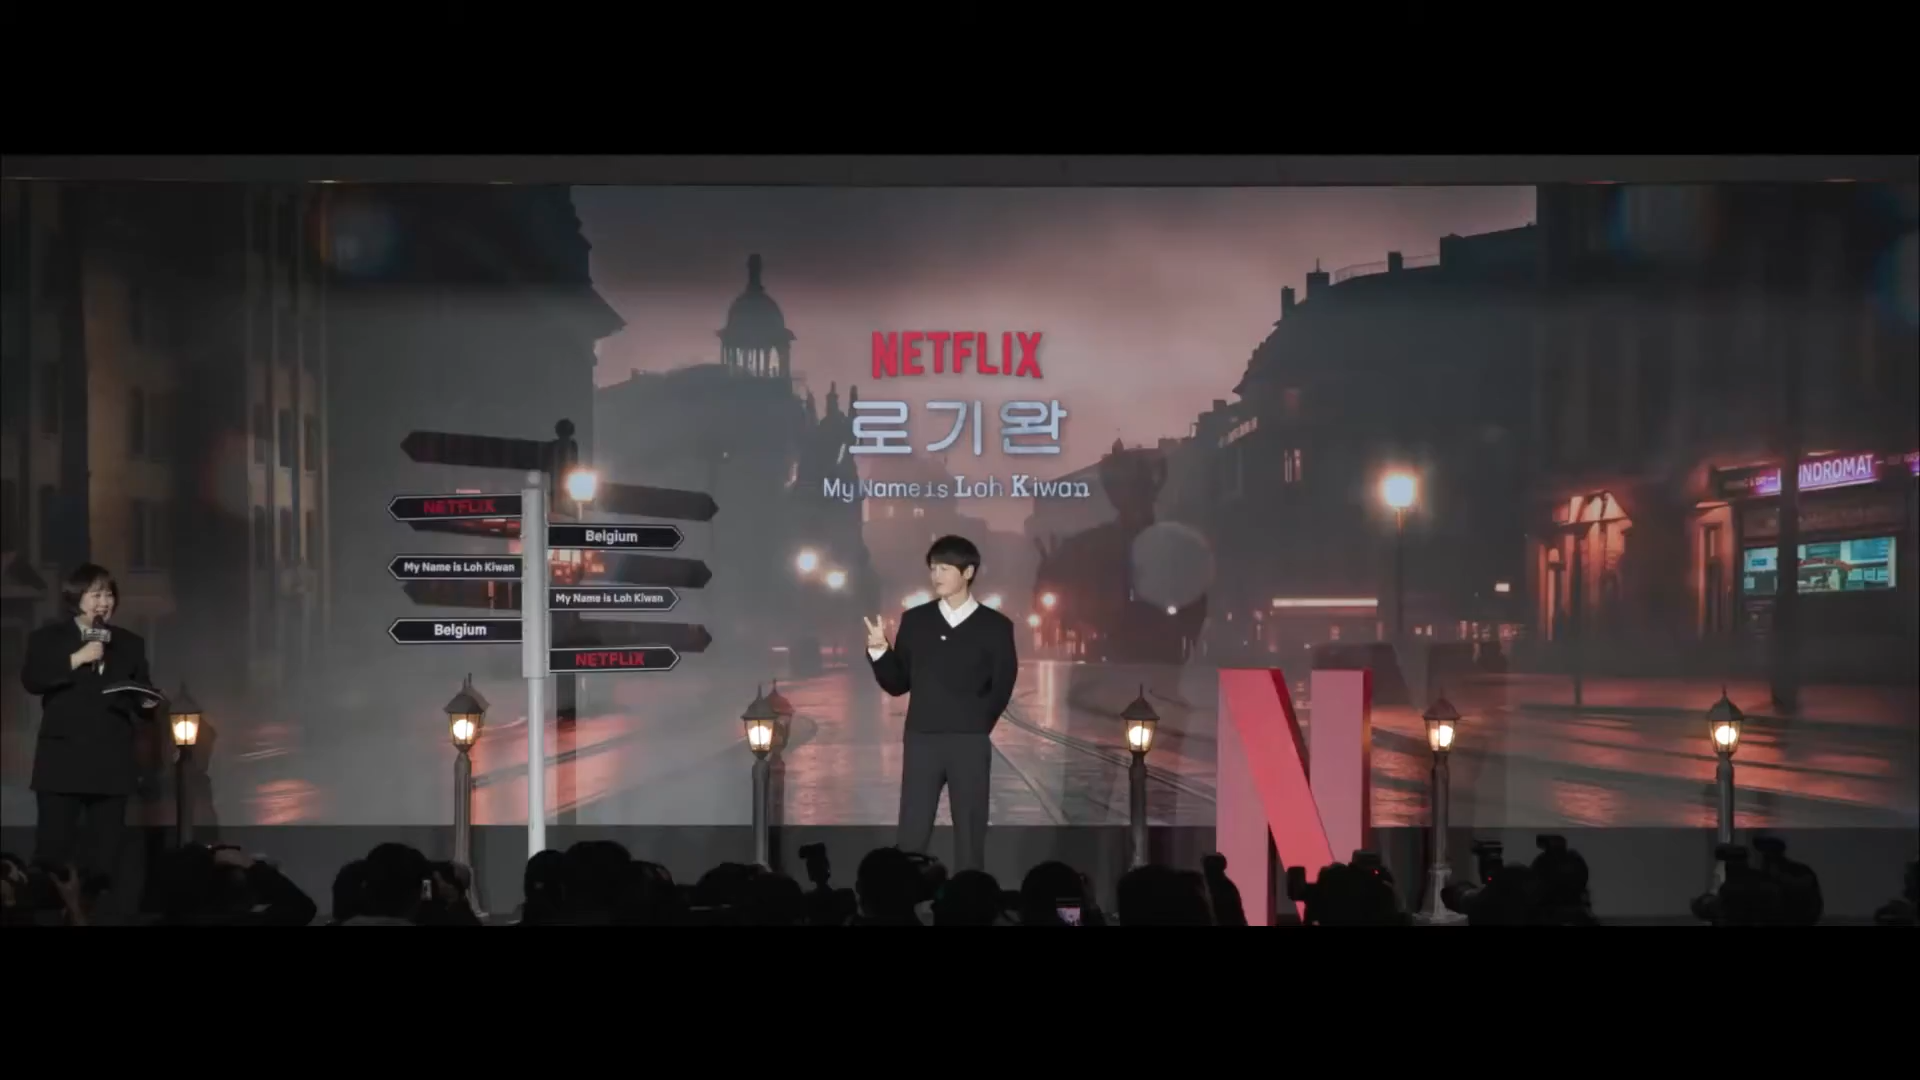 NETFLIX
로기완
My Name is Loh Kiwan
NETFLIX
Belgium
My Name is Loh Kiwan
My Name is Loh Kiwan
Belgium
NETFLIX
NDROMAT
N